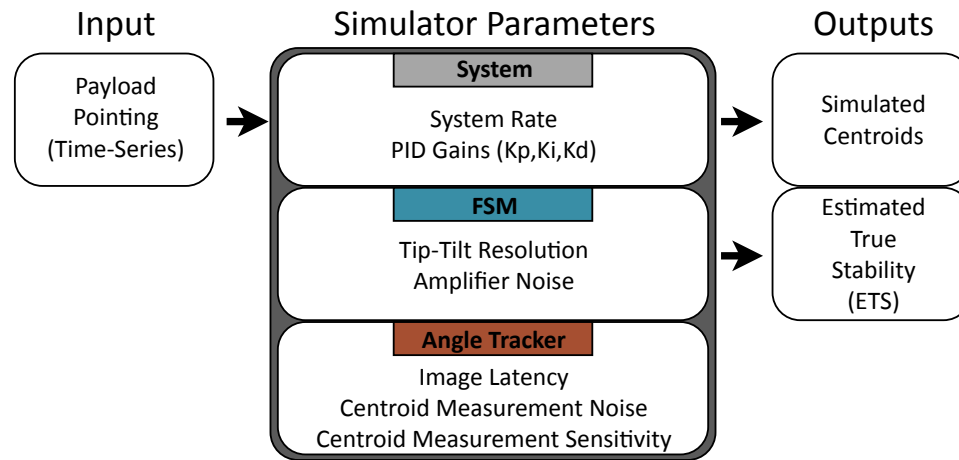 Input
Payload
Pointing
(Time-Series)
Simulator Parameters
System
System Rate
PID Gains (Kp,Ki,Kd)
FSM
Tip-Tilt Resolution
Amplifier Noise
Angle Tracker
Image Latency
Centroid Measurement Noise
Centroid Measurement Sensitivity
Outputs
Simulated
Centroids
Estimated
True
Stability
(ETS)